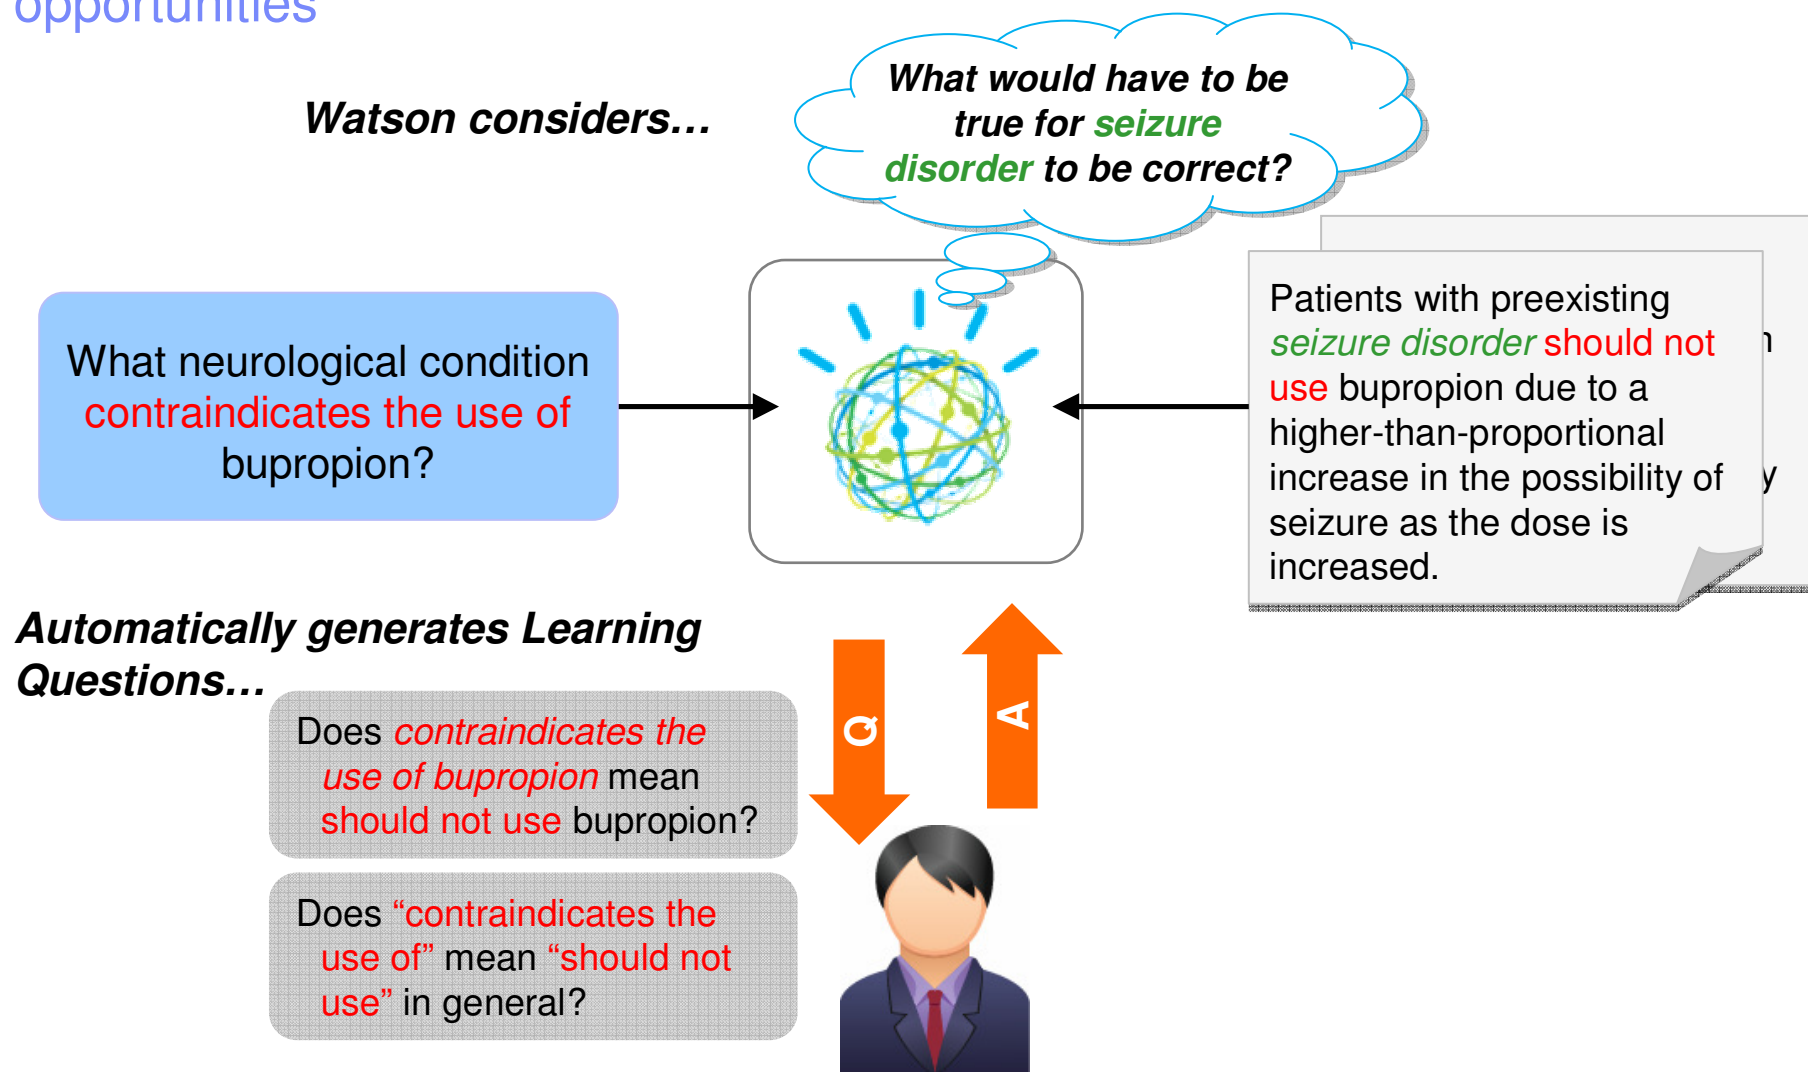 opportunities
What would have to be
true for seizure
disorder to be correct?
Watson considers…
What neurological condition
contraindicates the use of
bupropion?
Patients with preexisting
seizure disorder should not
use bupropion due to a
higher-than-proportional
increase in the possibility of
seizure as the dose is
increased.
Automatically generates Learning
Questions…
Does contraindicates the
use of bupropion mean
should not use bupropion?
Does “contraindicates the
use of” mean “should not
use” in general?
Q
A